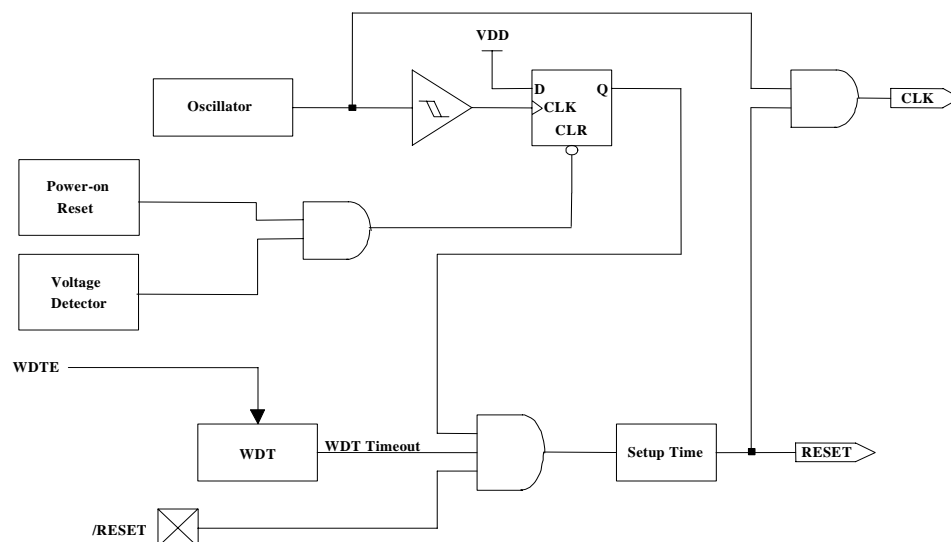 VDD
Oscillator
D
Q
CLK
CLR
CLK
Power-on
Reset
Voltage
Detector
WDTE
WDT
WDT Timeout
Setup Time
RESET
/RESET